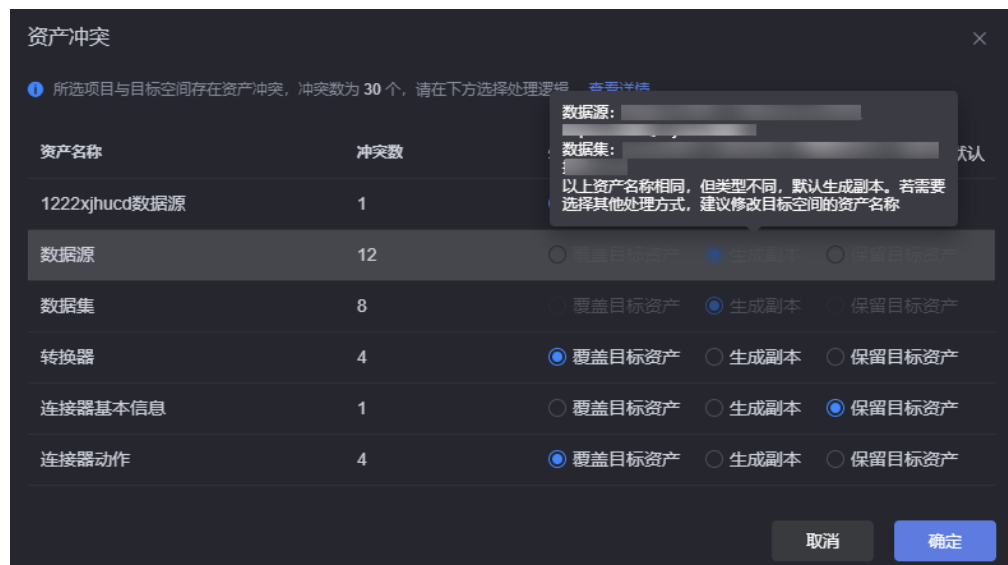 资产冲突
所选项目与目标空间存在资产冲突，冲突数为 30 个，请在下方选择处理逻辑 查看详情
数据源：
数据集：
以上资产名称相同，但类型不同，默认生成副本。若需要
选择其他处理方式，建议修改目标空间的资产名称
资产名称 冲突数 默认
1222xjhucd数据源 1
数据源 12 覆盖目标资产 生成副本 保留目标资产
数据集 8 覆盖目标资产 生成副本 保留目标资产
转换器 4 覆盖目标资产 生成副本 保留目标资产
连接器基本信息 1 覆盖目标资产 生成副本 保留目标资产
连接器动作 4 覆盖目标资产 生成副本 保留目标资产
取消 确定